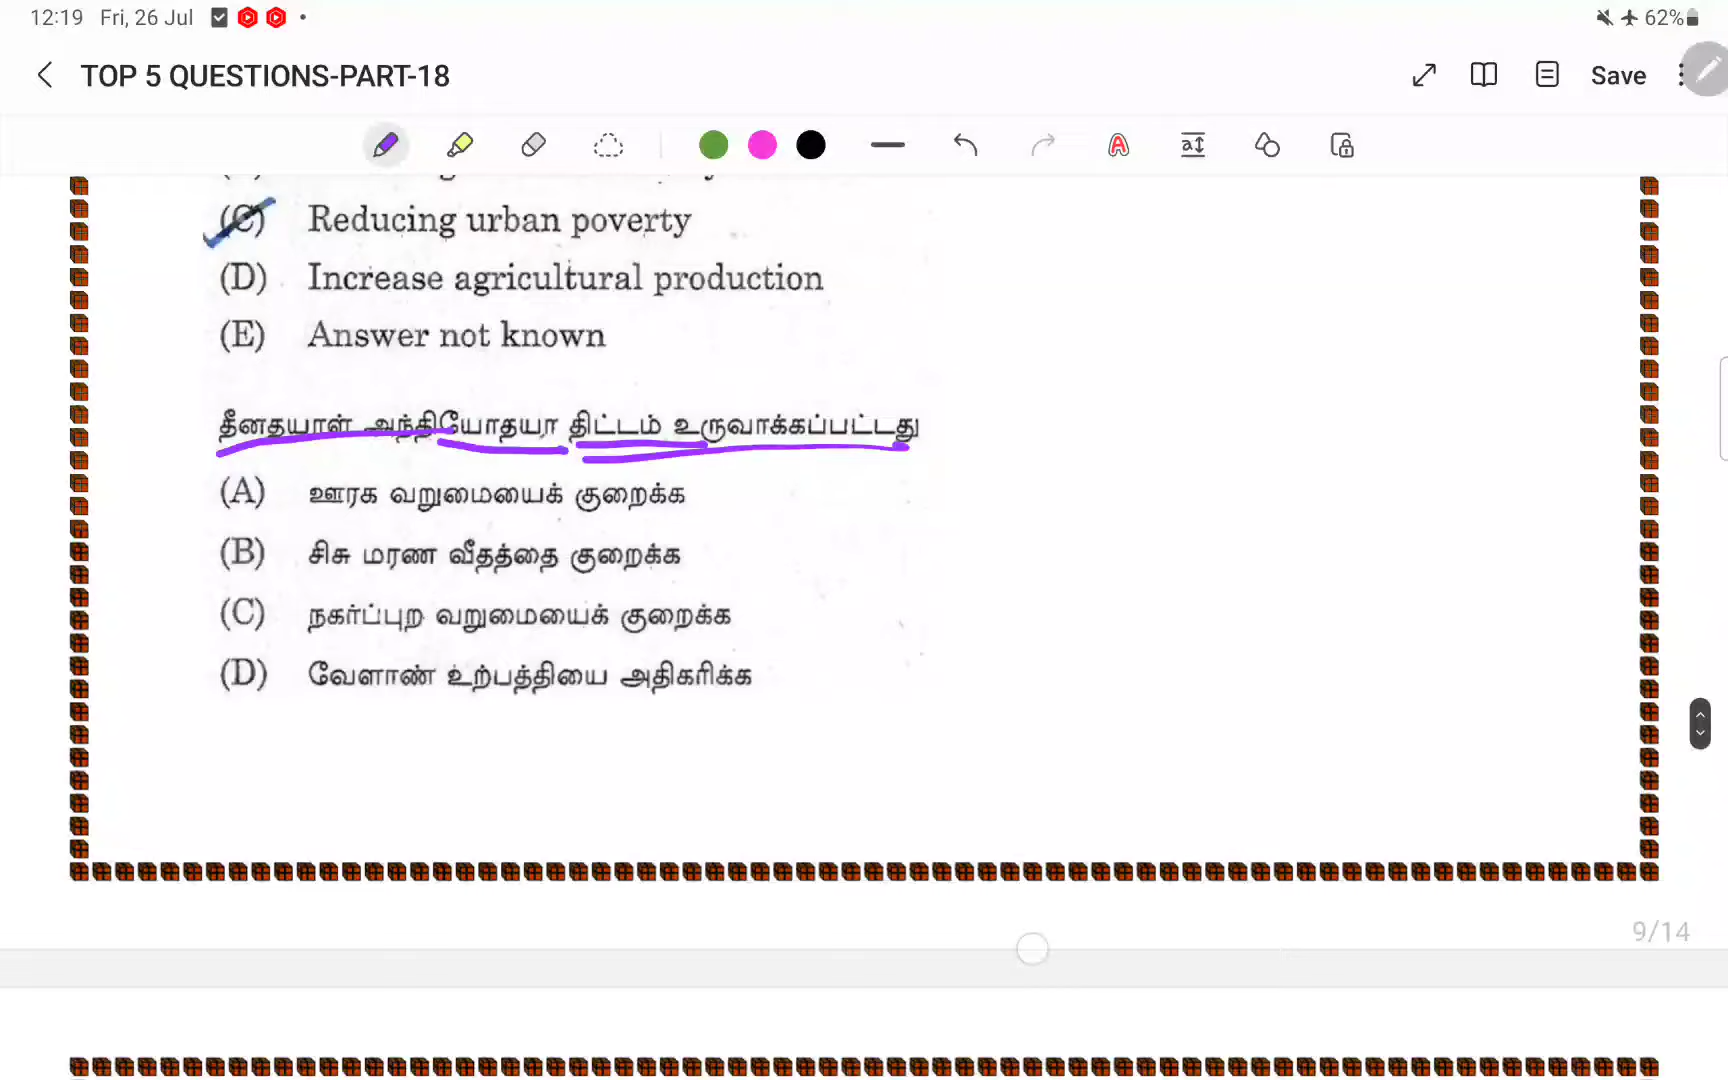 12:19 Fri, 26 Jul 62%
TOP 5 QUESTIONS-PART-18 Save
(C) Reducing urban poverty
(D) Increase agricultural production
(E) Answer not known
தீனதயாள் அந்தியோதயா திட்டம் உருவாக்கப்பட்டது
(A) ஊரக வறுமையைக் குறைக்க
(B) சிசு மரண வீதத்தை குறைக்க
(C) நகர்ப்புற வறுமையைக் குறைக்க
(D) வேளாண் உற்பத்தியை அதிகரிக்க
9/14